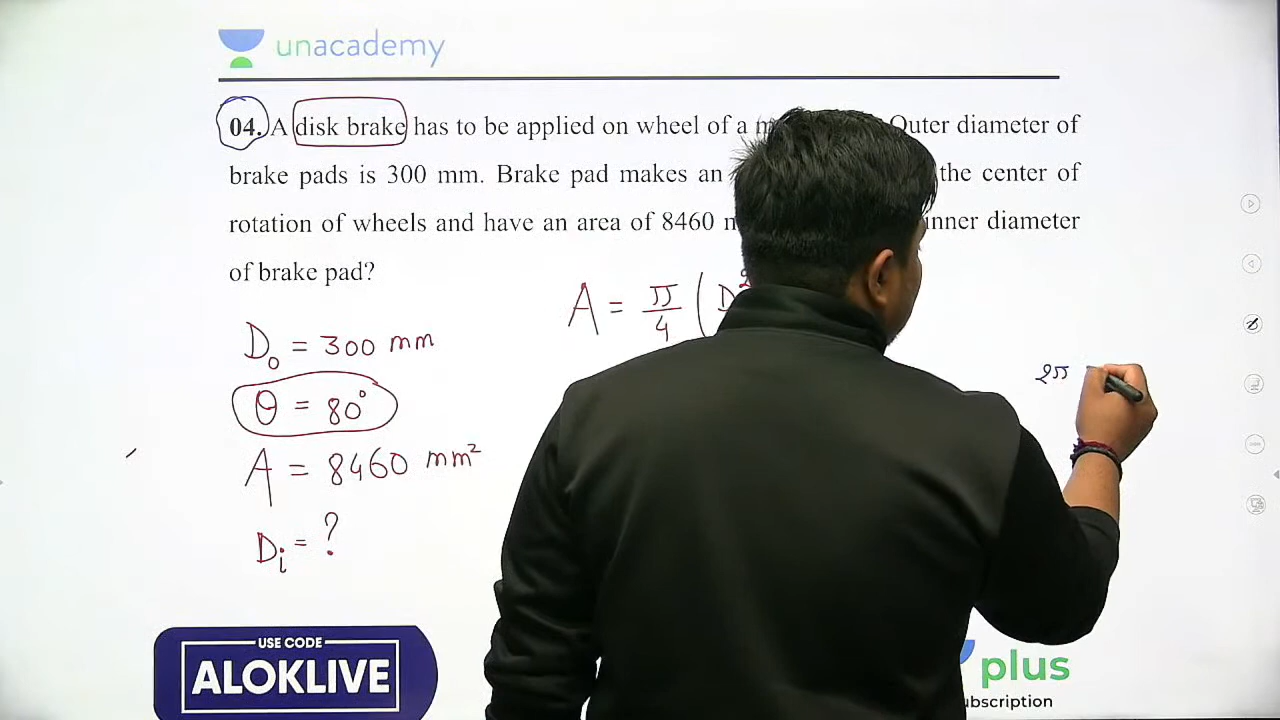 unacademy
04. A disk brake has to be applied on wheel of a Outer diameter of
brake pads is 300 mm. Brake pad makes an the center of
rotation of wheels and have an area of 8460 inner diameter
of brake pad?
A = π/4 (D²
D₀ = 300 mm
θ = 80°
A = 8460 mm²
Dᵢ = ?
2π
USE CODE
ALOKLIVE
plus